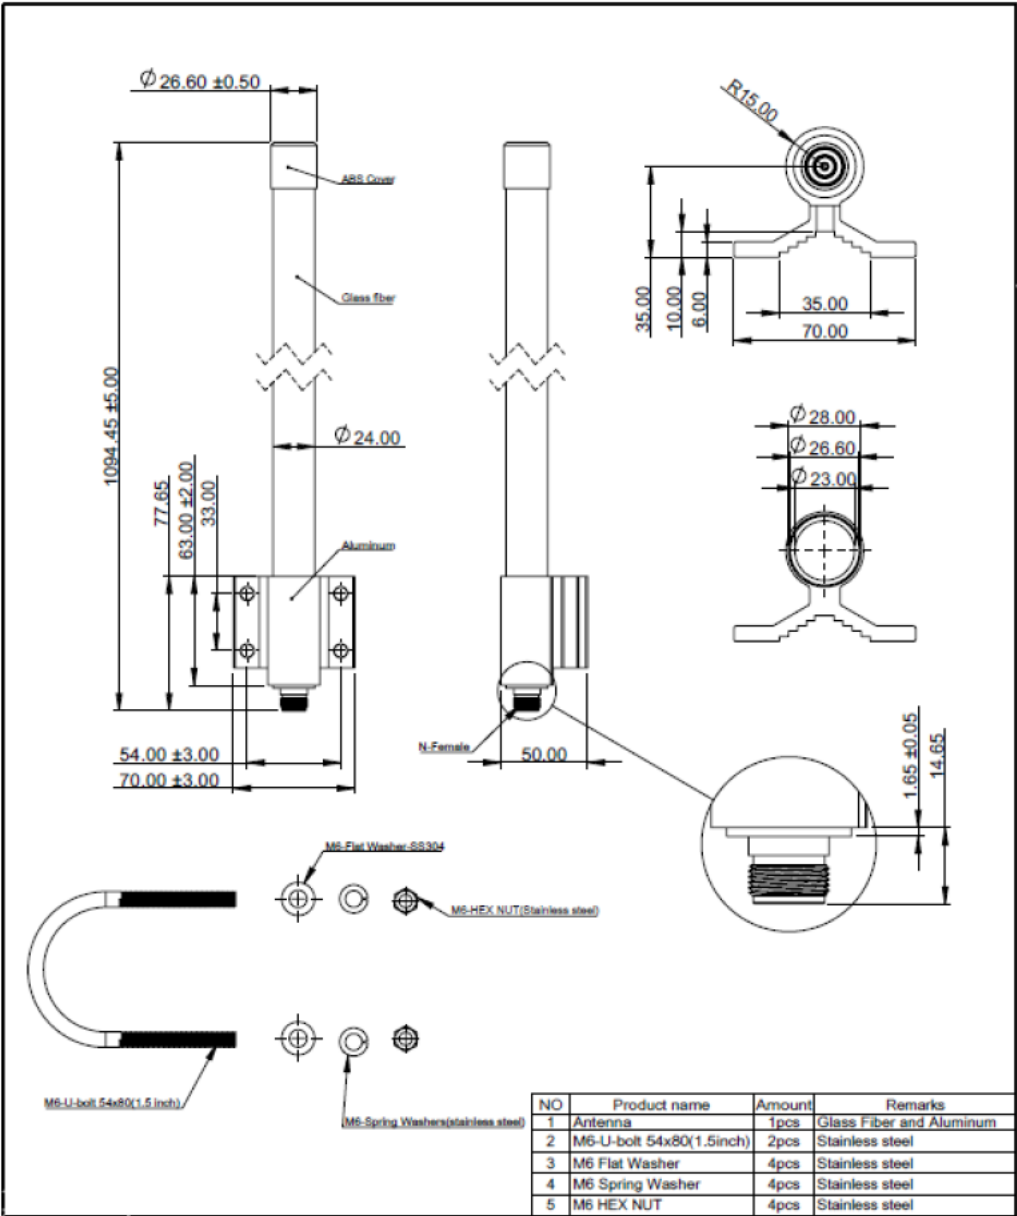 Ø 26.60 ±0.50
ABS Cover
Glass fiber
1094.45 ±5.00
Ø 24.00
77.65
63.00 ±2.00
33.00
Aluminum
54.00 ±3.00
70.00 ±3.00
N-Female
50.00
R15.00
35.00
10.00
6.00
35.00
70.00
Ø 28.00
Ø 26.60
Ø 23.00
1.65 ±0.05
14.65
M6-Flat Washer-SS304
M6-HEX NUT(Stainless steel)
M6-U-bolt 54x80(1.5 inch)
M6-Spring Washers(stainless steel)
NO Product name Amount Remarks
1 Antenna 1pcs Glass Fiber and Aluminum
2 M6-U-bolt 54x80(1.5inch) 2pcs Stainless steel
3 M6 Flat Washer 4pcs Stainless steel
4 M6 Spring Washer 4pcs Stainless steel
5 M6 HEX NUT 4pcs Stainless steel